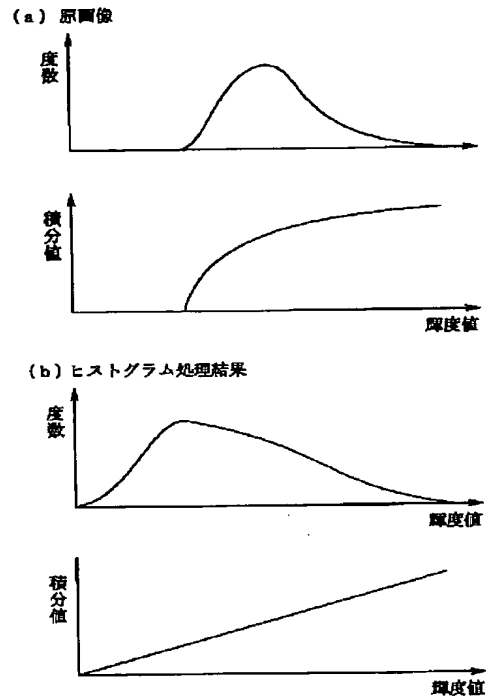 (a) 原画像
度数
積分値
輝度値
(b) ヒストグラム処理結果
度数
輝度値
積分値
輝度値